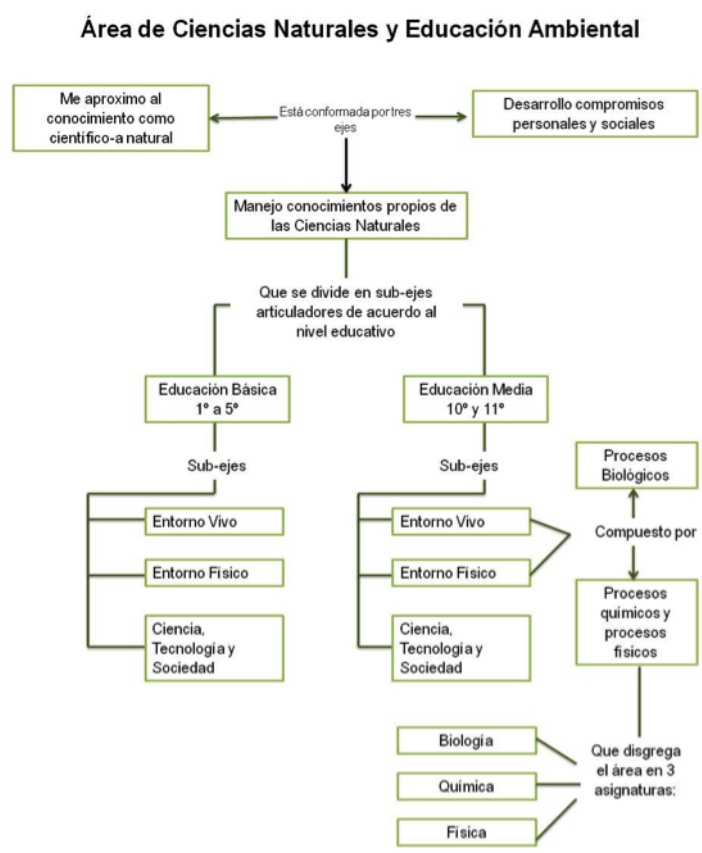 Área de Ciencias Naturales y Educación Ambiental
Me aproximo al
conocimiento como
científico-a natural
Está conformada por tres
ejes
Desarrollo compromisos
personales y sociales
Manejo conocimientos propios de
las Ciencias Naturales
Que se divide en sub-ejes
articuladores de acuerdo al
nivel educativo
Educación Básica
1° a 5°
Educación Media
10° y 11°
Sub-ejes
Sub-ejes
Entorno Vivo
Entorno Físico
Ciencia,
Tecnología y
Sociedad
Entorno Vivo
Entorno Físico
Ciencia,
Tecnología y
Sociedad
Procesos
Biológicos
Compuesto por
Procesos
químicos y
procesos
físicos
Que disgrega
el área en 3
asignaturas:
Biología
Química
Física